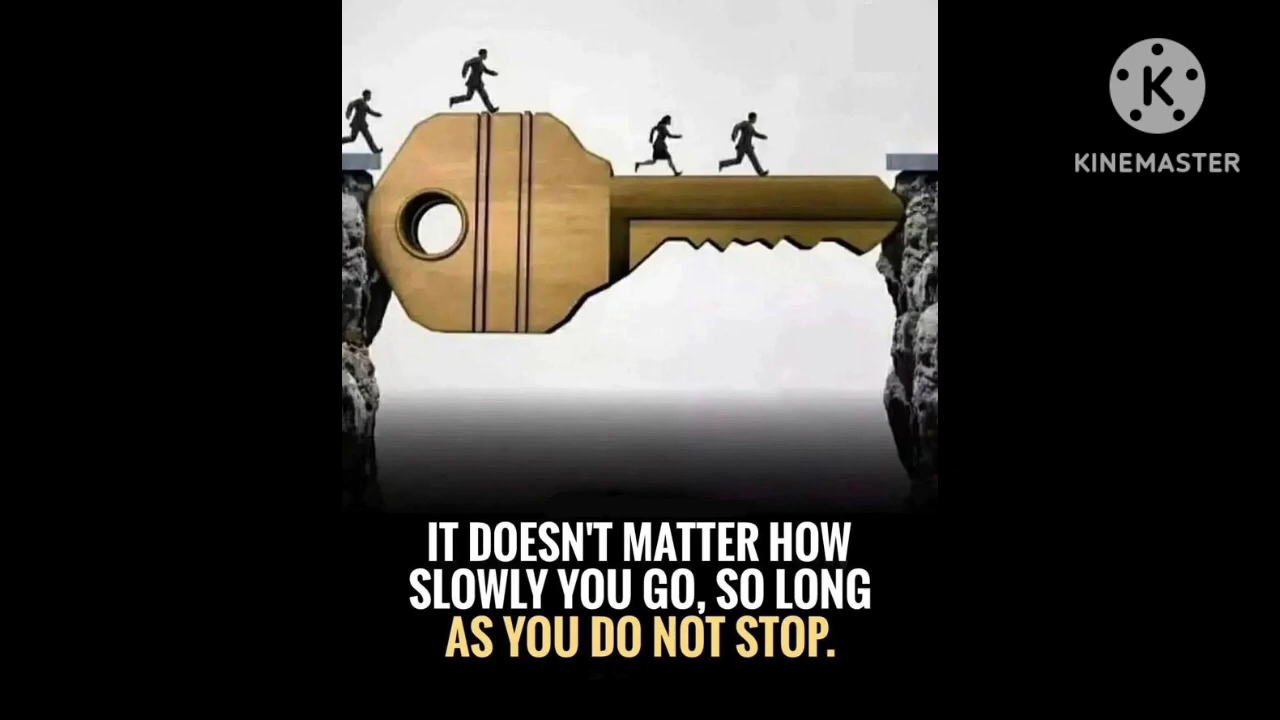 K
KINEMASTER
IT DOESN'T MATTER HOW
SLOWLY YOU GO, SO LONG
AS YOU DO NOT STOP.